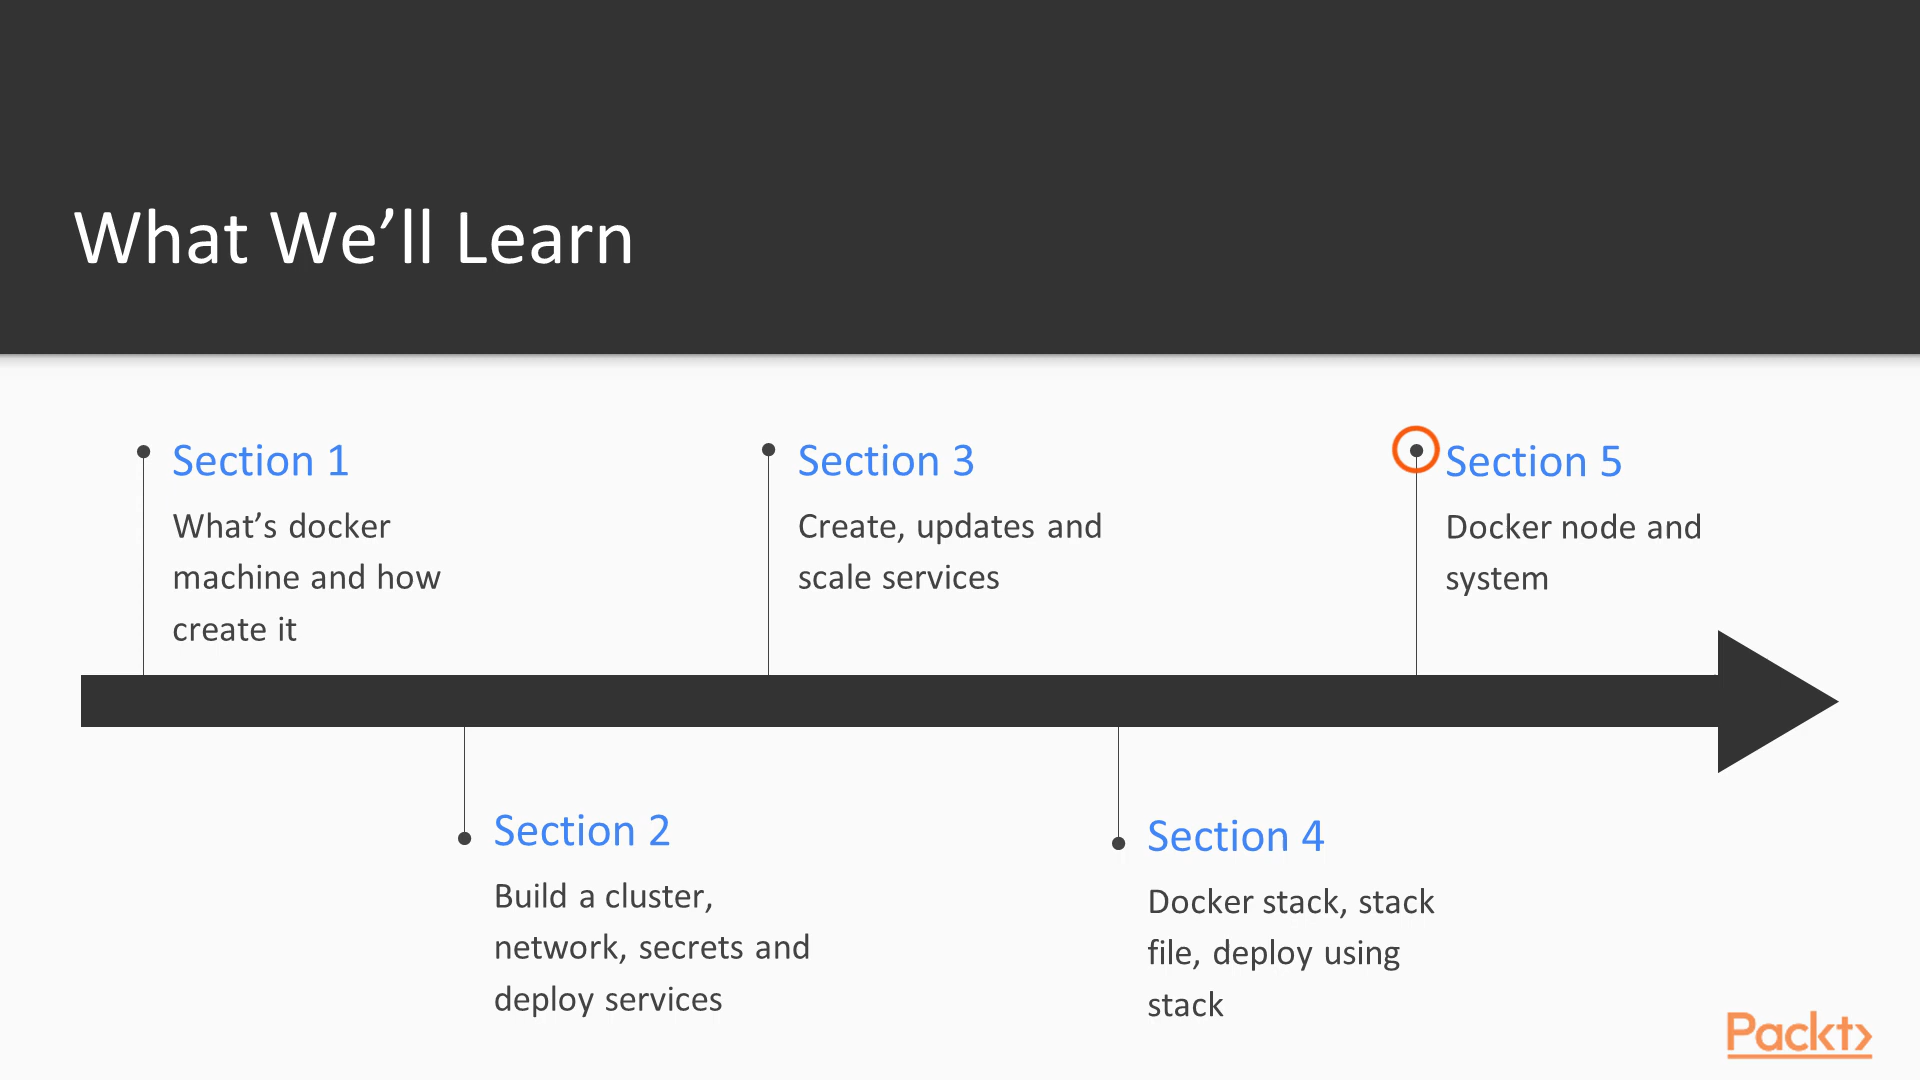 What We’ll Learn
Section 1
What’s docker
machine and how
create it
Section 2
Build a cluster,
network, secrets and
deploy services
Section 3
Create, updates and
scale services
Section 4
Docker stack, stack
file, deploy using
stack
Section 5
Docker node and
system
Packt>